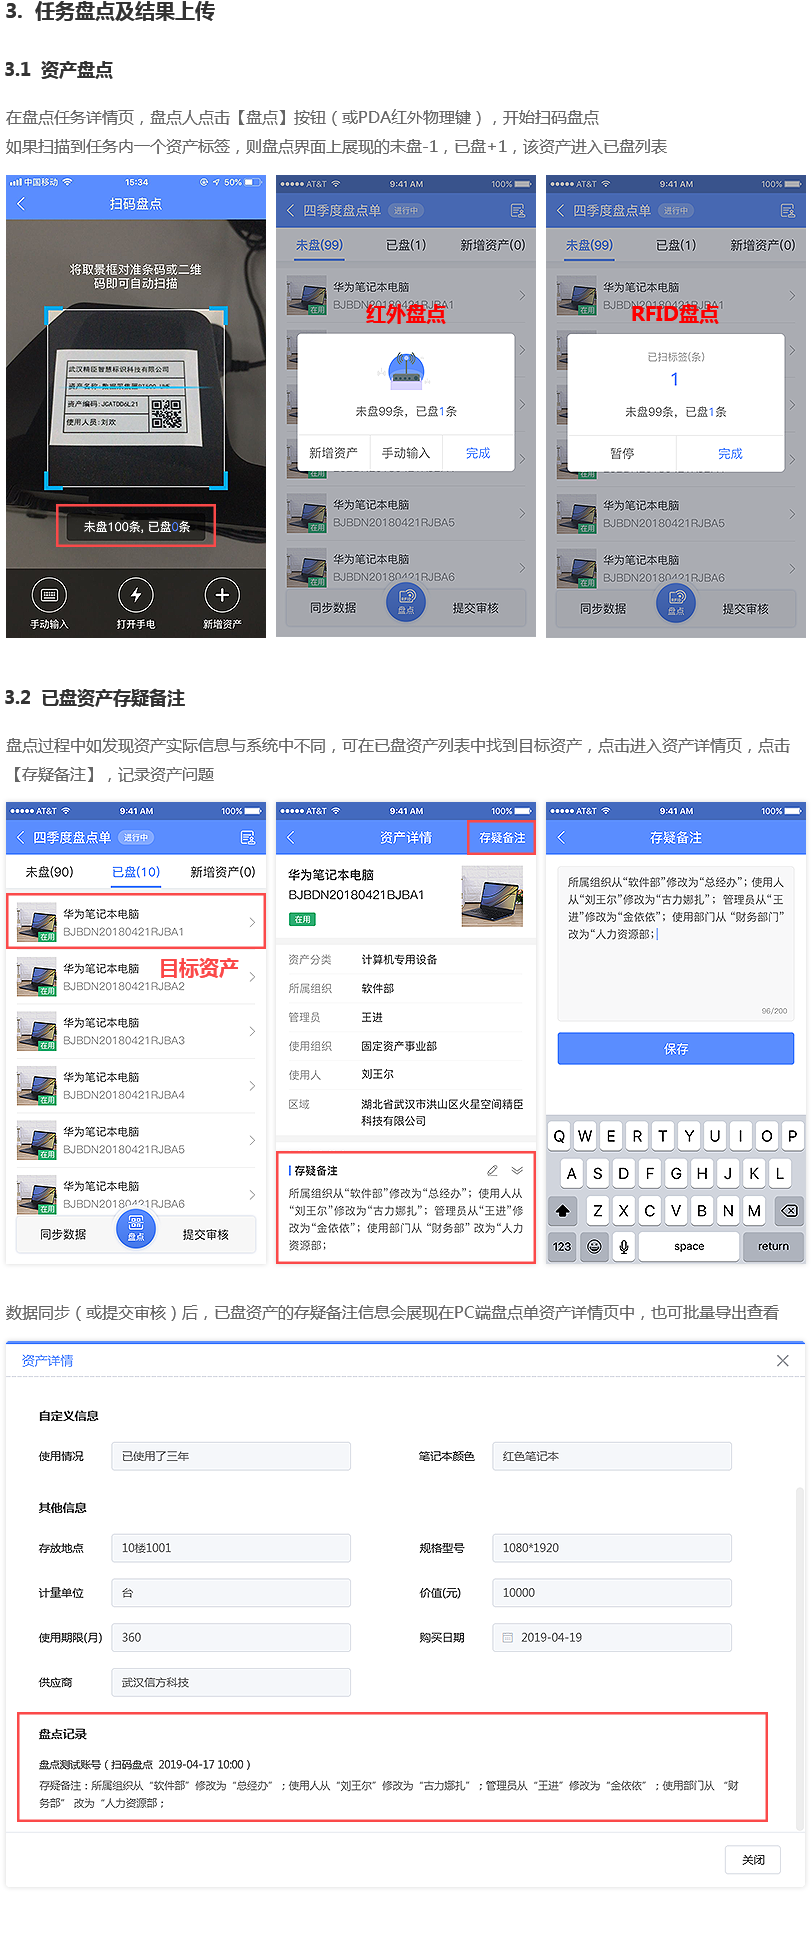 3. 任务盘点及结果上传
3.1 资产盘点
在盘点任务详情页，盘点人点击【盘点】按钮（或PDA红外物理键），开始扫码盘点
如果扫描到任务内一个资产标签，则盘点界面上展现的未盘-1，已盘+1，该资产进入已盘列表
中国移动 15:34 50%
扫码盘点
将取景框对准条码或二维
码即可自动扫描
武汉精臣智慧标识科技有限公司
资产编码: JCATDD6L21
使用人员: 刘欢
未盘100条, 已盘0条
手动输入 打开手电 新增资产
AT&T 9:41 AM 100%
四季度盘点单 进行中
未盘(99) 已盘(1) 新增资产(0)
华为笔记本电脑
BJBDN20180421RJBA1
在用
红外盘点
未盘99条，已盘1条
新增资产 手动输入 完成
在用
华为笔记本电脑
BJBDN20180421RJBA5
在用
华为笔记本电脑
BJBDN20180421RJBA6
同步数据 盘点 提交审核
AT&T 9:41 AM 100%
四季度盘点单 进行中
未盘(99) 已盘(1) 新增资产(0)
华为笔记本电脑
BJBDN20180421RJBA1
在用
RFID盘点
已扫标签(条)
1
未盘99条，已盘1条
暂停 完成
在用
华为笔记本电脑
BJBDN20180421RJBA5
在用
华为笔记本电脑
BJBDN20180421RJBA6
同步数据 盘点 提交审核
3.2 已盘资产存疑备注
盘点过程中如发现资产实际信息与系统中不同，可在已盘资产列表中找到目标资产，点击进入资产详情页，点击
【存疑备注】，记录资产问题
AT&T 9:41 AM 100%
四季度盘点单 进行中
未盘(90) 已盘(10) 新增资产(0)
华为笔记本电脑
BJBDN20180421RJBA1
在用
目标资产
华为笔记本电脑
BJBDN20180421RJBA2
在用
华为笔记本电脑
BJBDN20180421RJBA3
在用
华为笔记本电脑
BJBDN20180421RJBA4
在用
华为笔记本电脑
BJBDN20180421RJBA5
在用
华为笔记本电脑
BJBDN20180421RJBA6
同步数据 盘点 提交审核
AT&T 9:41 AM 100%
资产详情 存疑备注
华为笔记本电脑
BJBDN20180421BJBA1
在用
资产分类 计算机专用设备
所属组织 软件部
管理员 王进
使用组织 固定资产事业部
使用人 刘王尔
区域 湖北省武汉市洪山区火星空间精臣
科技有限公司
存疑备注
所属组织从“软件部”修改为“总经办”；使用人从
“刘王尔”修改为“古力娜扎”；管理员从“王进”修
改为“金依依”；使用部门从 “财务部” 改为“人力
资源部；
AT&T 9:41 AM 100%
存疑备注
所属组织从“软件部”修改为“总经办”；使用人
从“刘王尔”修改为“古力娜扎”； 管理员从“王
进”修改为“金依依”；使用部门从 “财务部门”
改为“人力资源部；
96/200
保存
Q W E R T Y U I O P
A S D F G H J K L
Z X C V B N M
123 space return
数据同步（或提交审核）后，已盘资产的存疑备注信息会展现在PC端盘点单资产详情页中，也可批量导出查看
资产详情
自定义信息
使用情况 已使用了三年 笔记本颜色 红色笔记本
其他信息
存放地点 10楼1001 规格型号 1080*1920
计量单位 台 价值(元) 10000
使用期限(月) 360 购买日期 2019-04-19
供应商 武汉信方科技
盘点记录
盘点测试账号（扫码盘点 2019-04-17 10:00）
存疑备注：所属组织从 “软件部” 修改为 “总经办” ；使用人从 “刘王尔” 修改为 “古力娜扎” ；管理员从 “王进” 修改为 “金依依” ；使用部门从 “财
务部” 改为 “人力资源部；
关闭